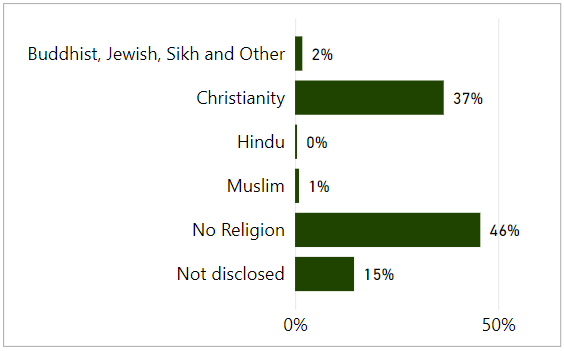 Buddhist, Jewish, Sikh and Other 2%
Christianity 37%
Hindu 0%
Muslim 1%
No Religion 46%
Not disclosed 15%
0% 50%